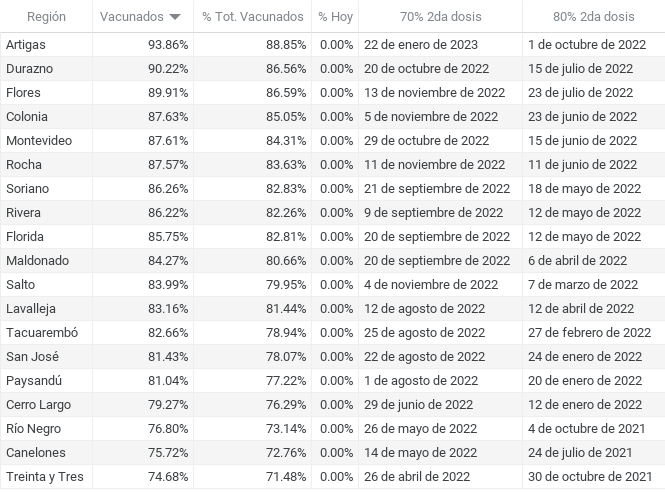 Región Vacunados % Tot. Vacunados % Hoy 70% 2da dosis 80% 2da dosis
Artigas 93.86% 88.85% 0.00% 22 de enero de 2023 1 de octubre de 2022
Durazno 90.22% 86.56% 0.00% 20 de octubre de 2022 15 de julio de 2022
Flores 89.91% 86.59% 0.00% 13 de noviembre de 2022 23 de julio de 2022
Colonia 87.63% 85.05% 0.00% 5 de noviembre de 2022 23 de junio de 2022
Montevideo 87.61% 84.31% 0.00% 29 de octubre de 2022 15 de junio de 2022
Rocha 87.57% 83.63% 0.00% 11 de noviembre de 2022 11 de junio de 2022
Soriano 86.26% 82.83% 0.00% 21 de septiembre de 2022 18 de mayo de 2022
Rivera 86.22% 82.26% 0.00% 9 de septiembre de 2022 12 de mayo de 2022
Florida 85.75% 82.81% 0.00% 20 de septiembre de 2022 12 de mayo de 2022
Maldonado 84.27% 80.66% 0.00% 20 de septiembre de 2022 6 de abril de 2022
Salto 83.99% 79.95% 0.00% 4 de noviembre de 2022 7 de marzo de 2022
Lavalleja 83.16% 81.44% 0.00% 12 de agosto de 2022 12 de abril de 2022
Tacuarembó 82.66% 78.94% 0.00% 25 de agosto de 2022 27 de febrero de 2022
San José 81.43% 78.07% 0.00% 22 de agosto de 2022 24 de enero de 2022
Paysandú 81.04% 77.22% 0.00% 1 de agosto de 2022 20 de enero de 2022
Cerro Largo 79.27% 76.29% 0.00% 29 de junio de 2022 12 de enero de 2022
Río Negro 76.80% 73.14% 0.00% 26 de mayo de 2022 4 de octubre de 2021
Canelones 75.72% 72.76% 0.00% 14 de mayo de 2022 24 de julio de 2021
Treinta y Tres 74.68% 71.48% 0.00% 26 de abril de 2022 30 de octubre de 2021